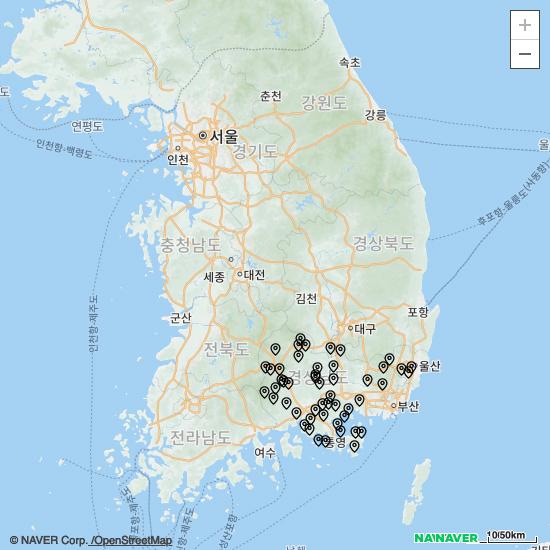 +
−
속초
춘천
강원도
강릉
도
연평도
서울
인천항-백령도
인천
경기도
울
후포항-울릉도(사동항)
충청남도
경상북도
세종
대전
인천항-제주도
김천
군산
대구
포항
전북도
울산
부산
전라남도
통영
여수
© NAVER Corp. /OpenStreetMap
NAVER
10/50km